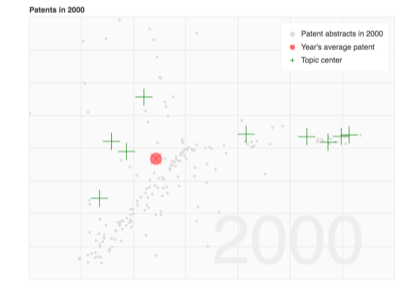 Patents in 2000
Patent abstracts in 2000
Year's average patent
Topic center
2000